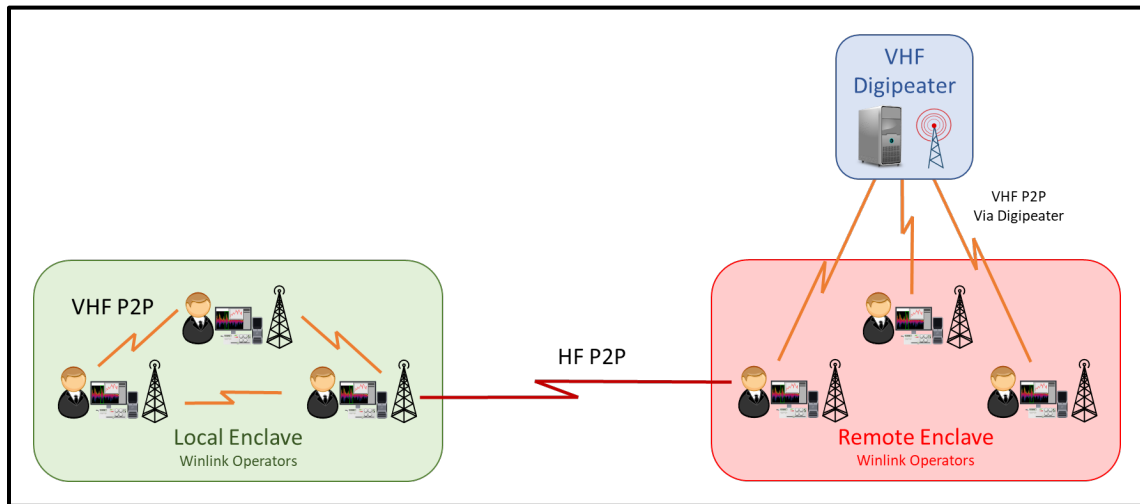 VHF
Digipeater
VHF P2P
Via Digipeater
VHF P2P
HF P2P
Local Enclave
Winlink Operators
Remote Enclave
Winlink Operators